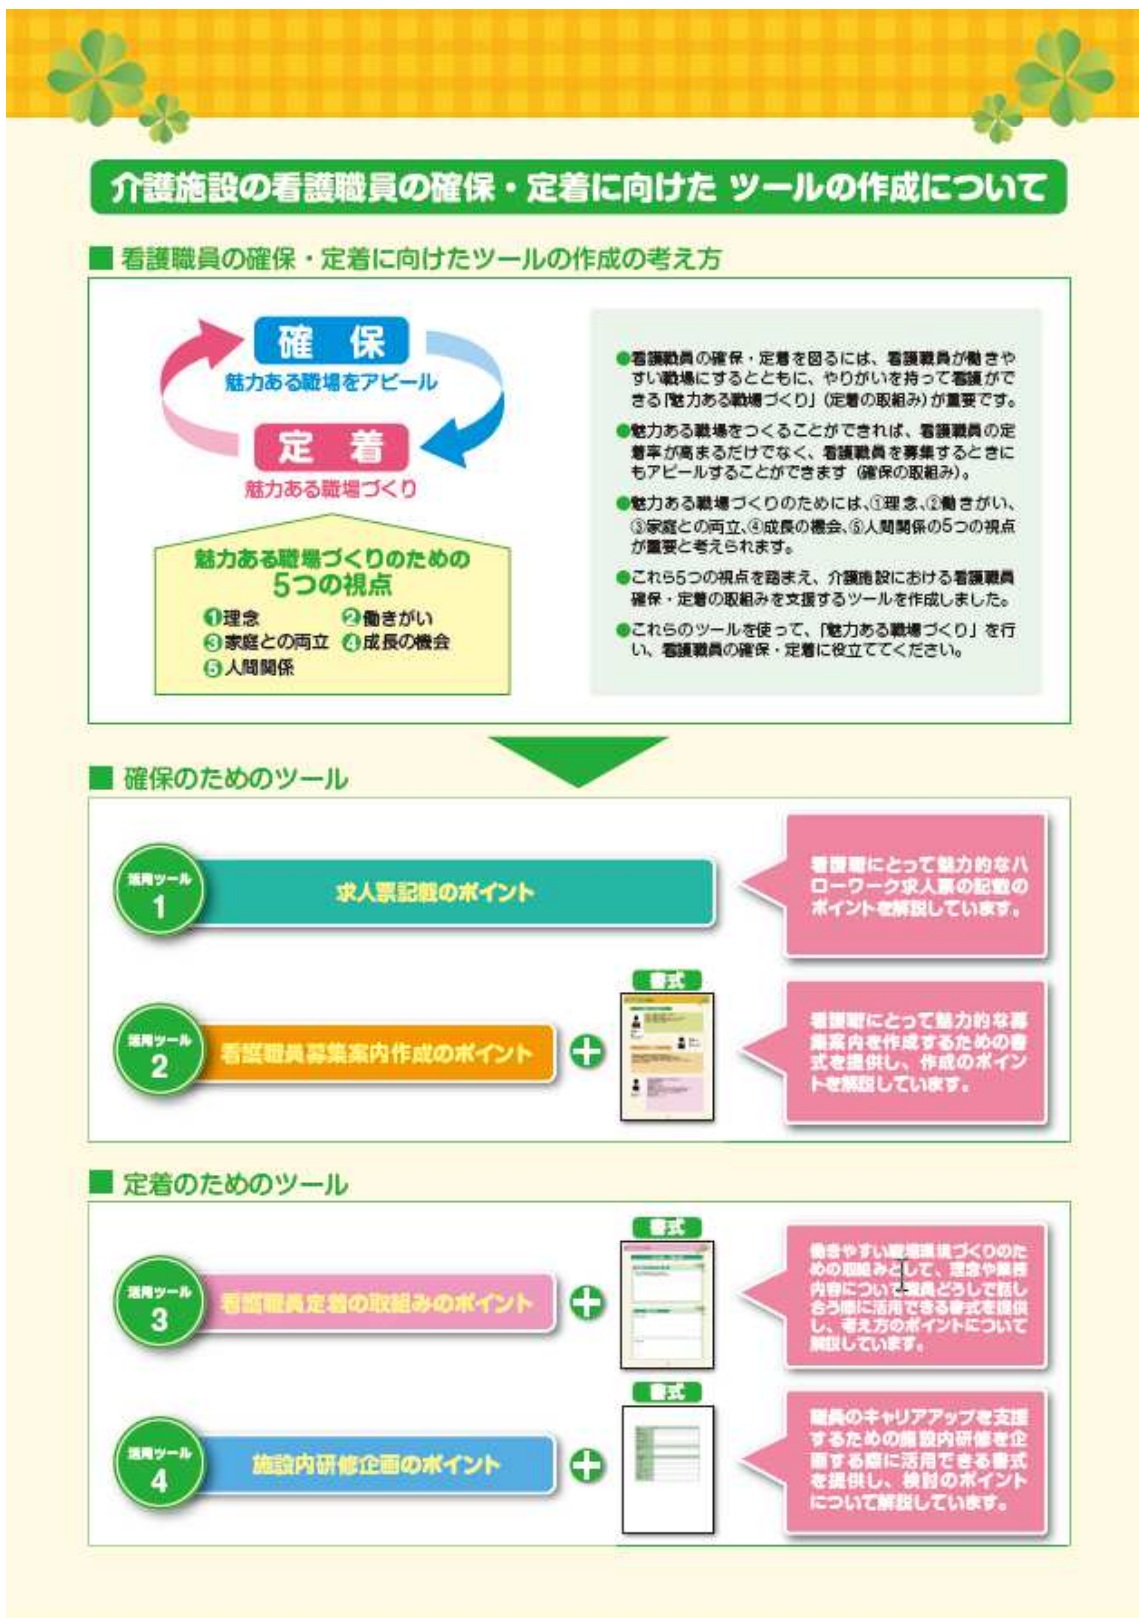 介護施設の看護職員の確保・定着に向けた ツールの作成について
■ 看護職員の確保・定着に向けたツールの作成の考え方
確 保
魅力ある職場をアピール
定 着
魅力ある職場づくり
魅力ある職場づくりのための
5つの視点
❶理念 ❷働きがい
❸家庭との両立 ❹成長の機会
❺人間関係
●看護職員の確保・定着を図るには、看護職員が働きや
すい職場にするとともに、やりがいを持って看護がで
きる「魅力ある職場づくり」(定着の取組み)が重要です。
●魅力ある職場をつくることができれば、看護職員の定
着率が高まるだけでなく、看護職員を募集するときに
もアピールすることができます（確保の取組み）。
●魅力ある職場づくりのためには、①理念、②働きがい、
③家庭との両立、④成長の機会、⑤人間関係の5つの視点
が重要と考えられます。
●これら5つの視点を踏まえ、介護施設における看護職員
確保・定着の取組みを支援するツールを作成しました。
●これらのツールを使って、「魅力ある職場づくり」を行
い、看護職員の確保・定着に役立ててください。
■ 確保のためのツール
活用ツール
1
求人票記載のポイント
看護職にとって魅力的なハ
ローワーク求人票の記載の
ポイントを解説しています。
活用ツール
2
看護職員募集案内作成のポイント
書式
看護職にとって魅力的な募
集案内を作成するための書
式を提供し、作成のポイン
トを解説しています。
■ 定着のためのツール
活用ツール
3
看護職員定着の取組みのポイント
書式
働きやすい職場環境づくりのた
めの取組みとして、理念や業務
内容について職員どうしで話し
合う際に活用できる書式を提供
し、考え方のポイントについて
解説しています。
活用ツール
4
施設内研修企画のポイント
書式
職員のキャリアアップを支援
するための施設内研修を企
画する際に活用できる書式
を提供し、検討のポイント
について解説しています。